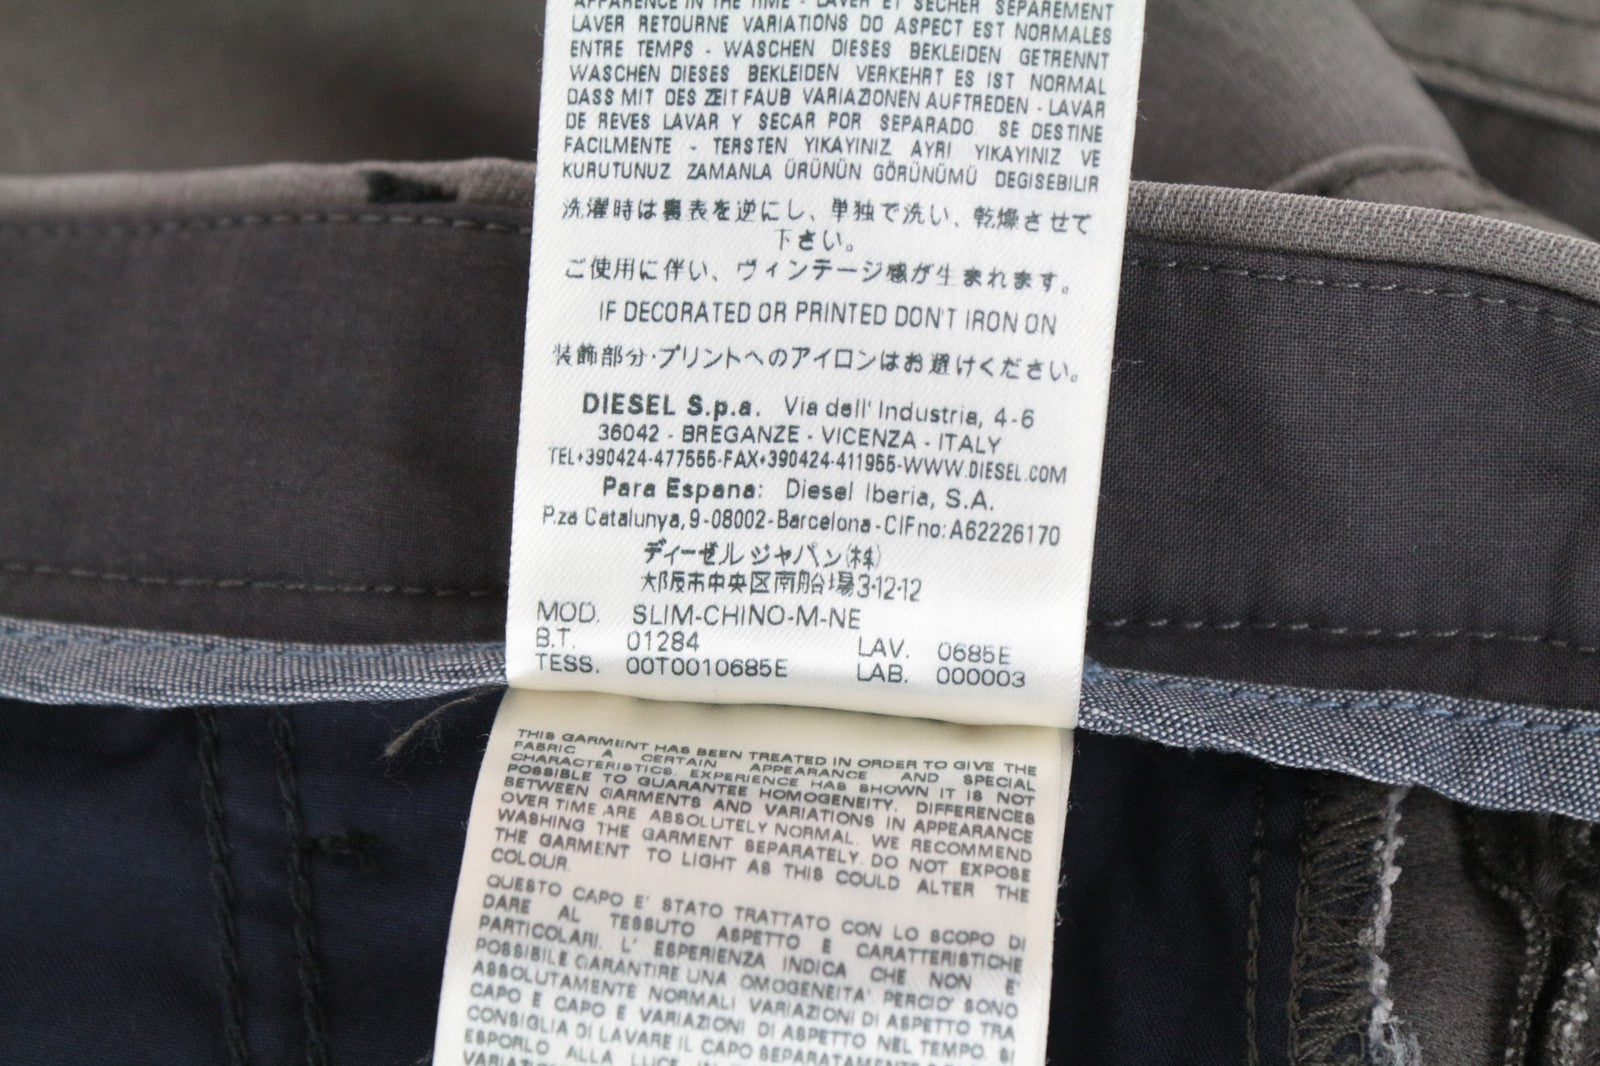 APPARENCE IN THE TIME - LAVER ET SECHER SEPAREMENT
LAVER RETOURNE VARIATIONS DO ASPECT EST NORMALES
ENTRE TEMPS - WASCHEN DIESES BEKLEIDEN GETRENNT
WASCHEN DIESES BEKLEIDEN VERKEHRT ES IST NORMAL
DASS MIT DES ZEIT FAUB VARIAZIONEN AUFTREDEN - LAVAR
DE REVES LAVAR Y SECAR POR SEPARADO. SE DESTINE
FACILMENTE - TERSTEN YIKAYINIZ AYRI YIKAYINIZ VE
KURUTUNUZ ZAMANLA ÜRÜNÜN GÖRÜNÜMÜ DEGISEBILIR
洗濯時は裏表を逆にし、単独で洗い、乾燥させて
下さい。
ご使用に伴い、ヴィンテージ感が生まれます。
IF DECORATED OR PRINTED DON'T IRON ON
装飾部分・プリントへのアイロンはお避けください。
DIESEL S.p.a. Via dell' Industria, 4-6
36042 - BREGANZE - VICENZA - ITALY
TEL+390424-477555-FAX+390424-411955-WWW.DIESEL.COM
Para Espana: Diesel Iberia, S.A.
P.za Catalunya, 9-08002-Barcelona-CIF no: A62226170
ディーゼル ジャパン(株)
大阪市中央区南船場3-12-12
MOD. SLIM-CHINO-M-NE
B.T. 01284 LAV. 0685E
TESS. 00T0010685E LAB. 000003
THIS GARMENT HAS BEEN TREATED IN ORDER TO GIVE THE
FABRIC A CERTAIN APPEARANCE AND SPECIAL
CHARACTERISTICS. EXPERIENCE HAS SHOWN IT IS NOT
POSSIBLE TO GUARANTEE HOMOGENEITY. DIFFERENCES
BETWEEN GARMENTS AND VARIATIONS IN APPEARANCE
OVER TIME ARE ABSOLUTELY NORMAL. WE RECOMMEND
WASHING THE GARMENT SEPARATELY. DO NOT EXPOSE
THE GARMENT TO LIGHT AS THIS COULD ALTER THE
COLOUR.
QUESTO CAPO E' STATO TRATTATO CON LO SCOPO DI
DARE AL TESSUTO ASPETTO E CARATTERISTICHE
PARTICOLARI. L' ESPERIENZA INDICA CHE NON E'
POSSIBILE GARANTIRE UNA OMOGENEITA' PERCIO' SONO
ASSOLUTAMENTE NORMALI VARIAZIONI DI ASPETTO TRA
CAPO E CAPO E VARIAZIONI DI ASPETTO NEL TEMPO. SI
CONSIGLIA DI LAVARE IL CAPO SEPARATAMENTE
ESPORLO ALLA LUCE IN